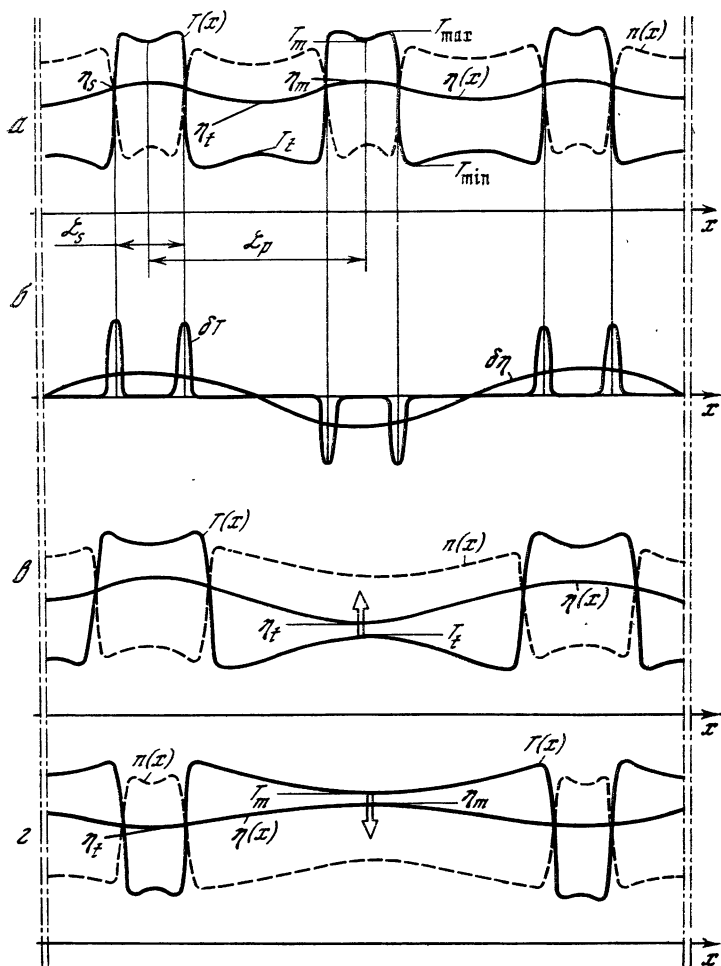 T(x) T_m T_max n(x)
η_s η_m η(x)
а η_t T_t T_min
x
ℒ_s ℒ_p
б
δT δη
x
T(x) n(x)
в η(x)
η_t T_t
x
n(x) T(x)
T_m η_m
г η_t η(x)
x